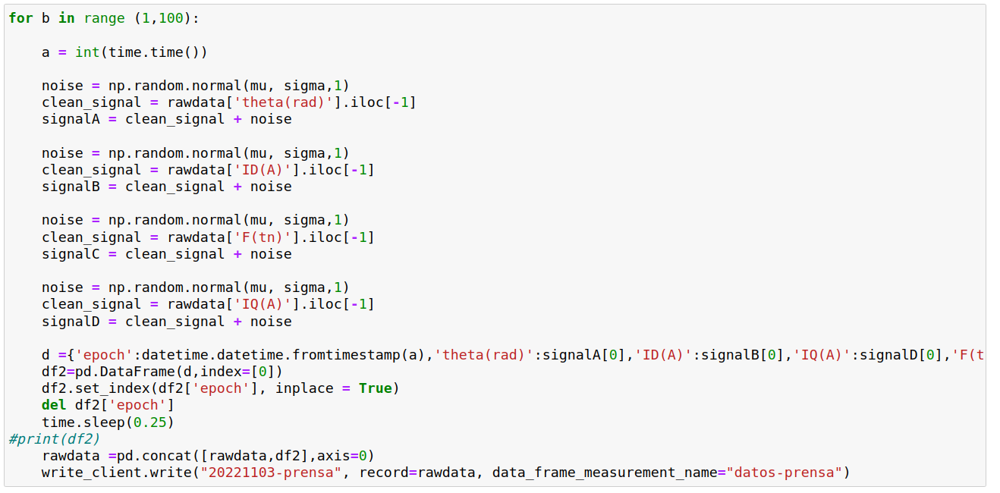 for b in range (1,100):
    a = int(time.time())
    noise = np.random.normal(mu, sigma,1)
    clean_signal = rawdata['theta(rad)'].iloc[-1]
    signalA = clean_signal + noise
    noise = np.random.normal(mu, sigma,1)
    clean_signal = rawdata['ID(A)'].iloc[-1]
    signalB = clean_signal + noise
    noise = np.random.normal(mu, sigma,1)
    clean_signal = rawdata['F(tn)'].iloc[-1]
    signalC = clean_signal + noise
    noise = np.random.normal(mu, sigma,1)
    clean_signal = rawdata['IQ(A)'].iloc[-1]
    signalD = clean_signal + noise
    d ={'epoch':datetime.datetime.fromtimestamp(a),'theta(rad)':signalA[0],'ID(A)':signalB[0],'IQ(A)':signalD[0],'F(t
    df2=pd.DataFrame(d,index=[0])
    df2.set_index(df2['epoch'], inplace = True)
    del df2['epoch']
    time.sleep(0.25)
#print(df2)
    rawdata =pd.concat([rawdata,df2],axis=0)
    write_client.write("20221103-prensa", record=rawdata, data_frame_measurement_name="datos-prensa")